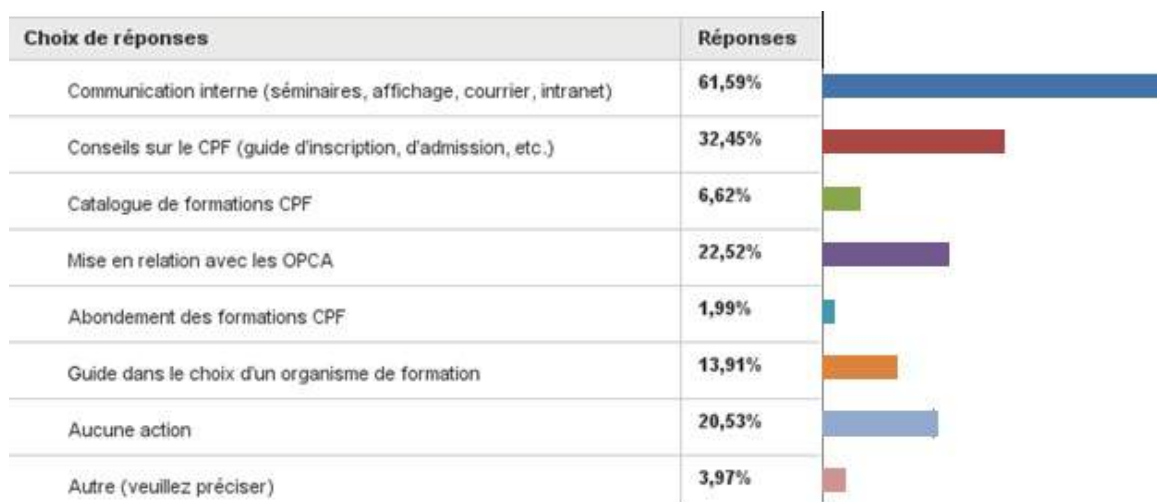 Choix de réponses Réponses
Communication interne (séminaires, affichage, courrier, intranet) 61,59%
Conseils sur le CPF (guide d'inscription, d'admission, etc.) 32,45%
Catalogue de formations CPF 6,62%
Mise en relation avec les OPCA 22,52%
Abondement des formations CPF 1,99%
Guide dans le choix d'un organisme de formation 13,91%
Aucune action 20,53%
Autre (veuillez préciser) 3,97%